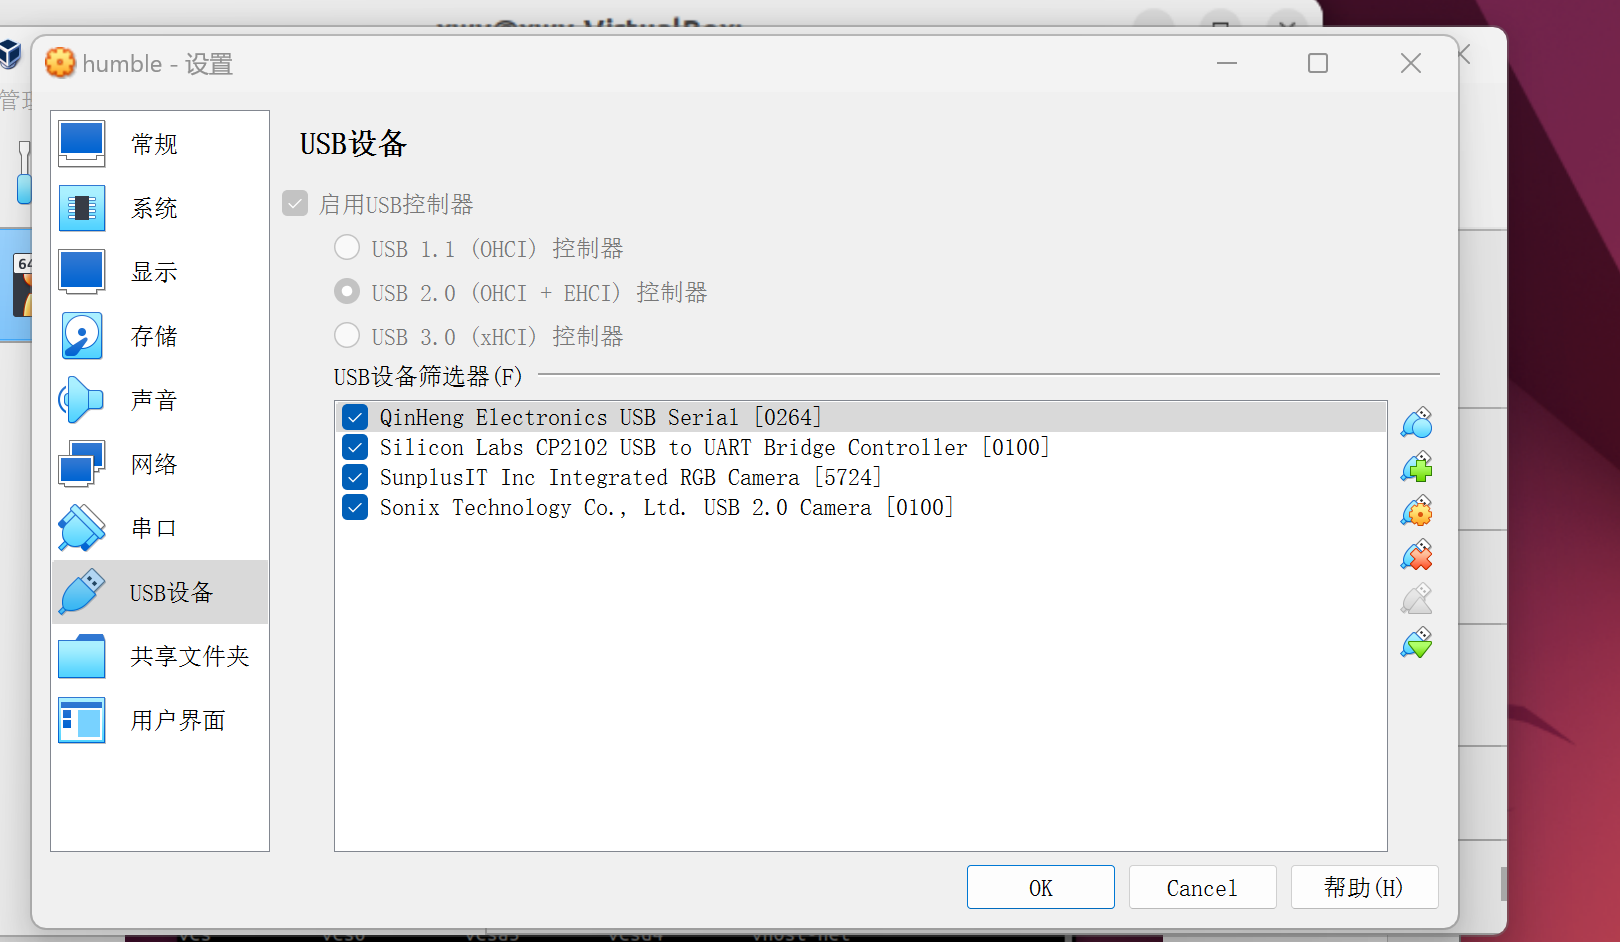 humble - 设置
管理
64
常规
系统
显示
存储
声音
网络
串口
USB设备
共享文件夹
用户界面
USB设备
启用USB控制器
USB 1.1 (OHCI) 控制器
USB 2.0 (OHCI + EHCI) 控制器
USB 3.0 (xHCI) 控制器
USB设备筛选器(F)
QinHeng Electronics USB Serial [0264]
Silicon Labs CP2102 USB to UART Bridge Controller [0100]
SunplusIT Inc Integrated RGB Camera [5724]
Sonix Technology Co., Ltd. USB 2.0 Camera [0100]
OK
Cancel
帮助(H)